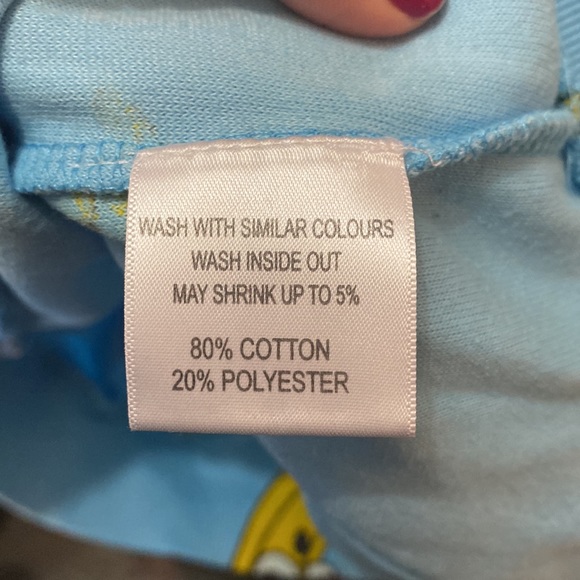 WASH WITH SIMILAR COLOURS
WASH INSIDE OUT
MAY SHRINK UP TO 5%
80% COTTON
20% POLYESTER